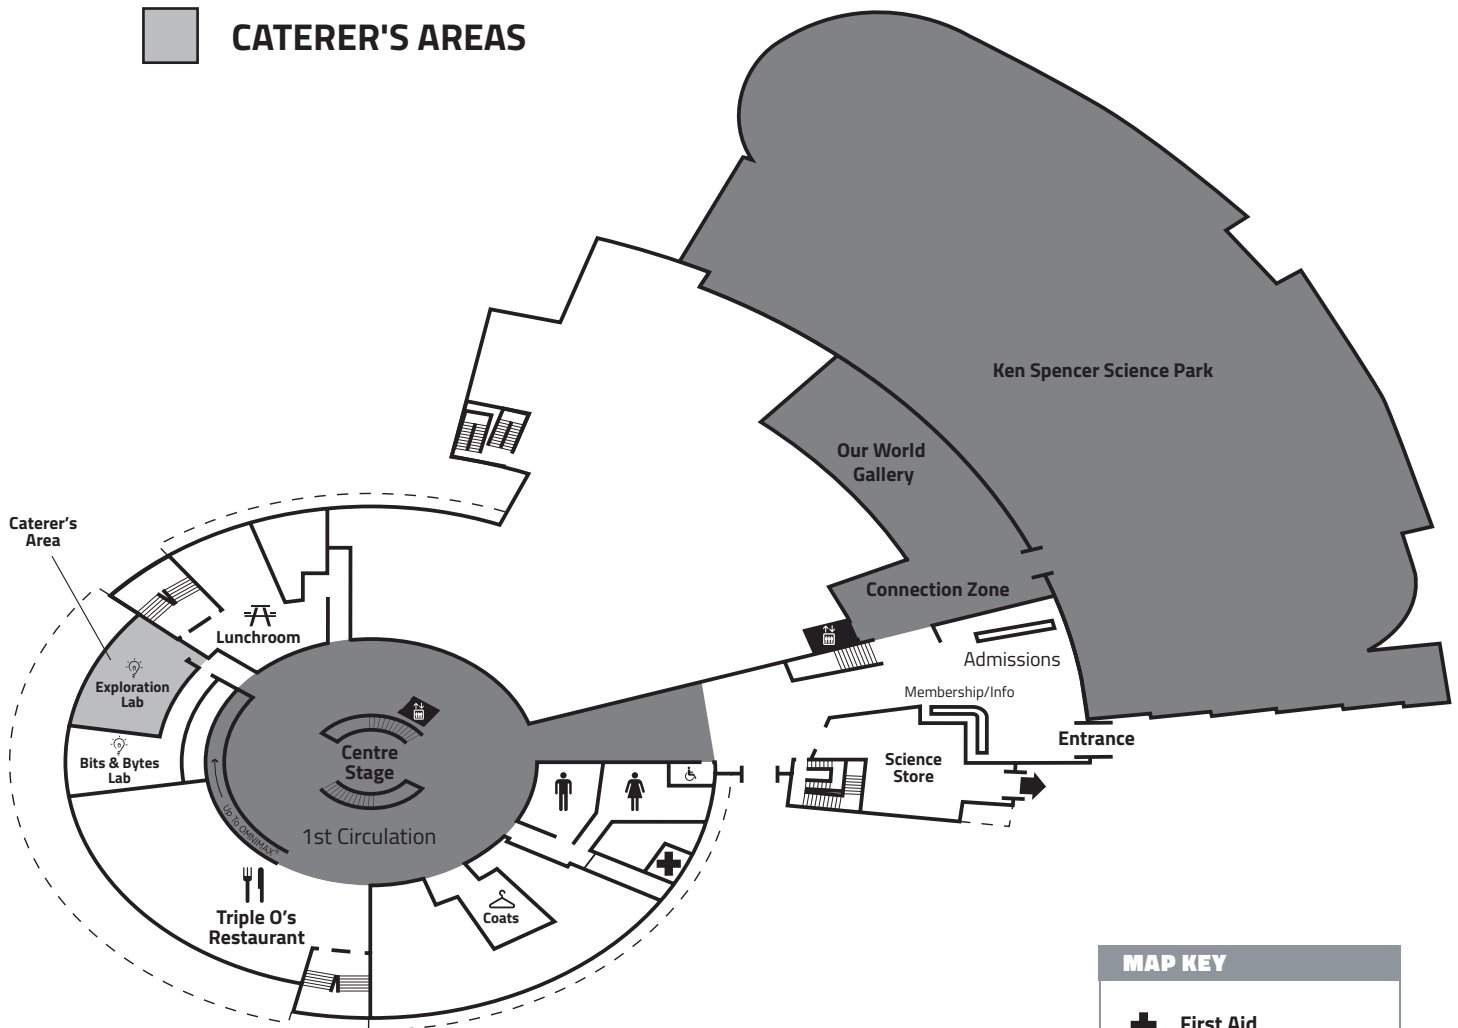 CATERER'S AREAS
Ken Spencer Science Park
Our World
Gallery
Caterer's
Area
Connection Zone
Lunchroom
Admissions
Exploration
Lab
Membership/Info
Centre
Stage
Entrance
Bits & Bytes
Lab
Science
Store
Up To OMNIMAX®
1st Circulation
Triple O's
Restaurant
Coats
MAP KEY
First Aid